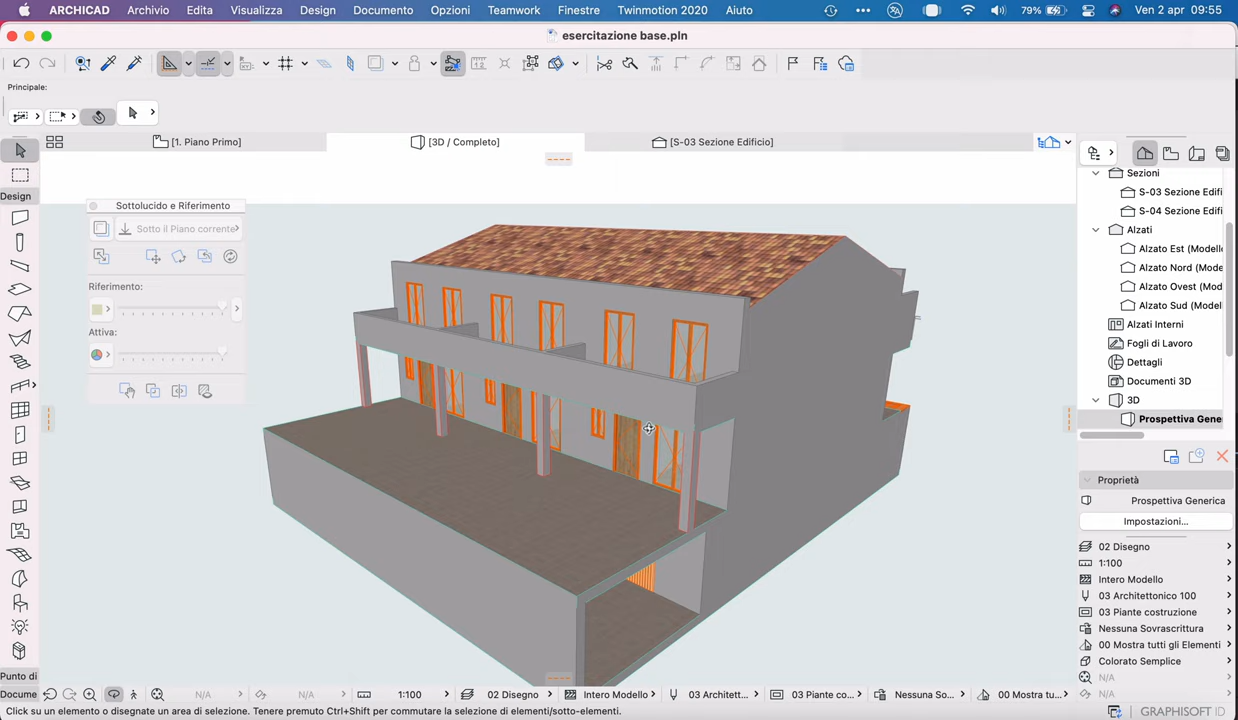 ARCHICAD Archivio Edita Visualizza Design Documento Opzioni Teamwork Finestre Twinmotion 2020 Aiuto 79% Ven 2 apr 09:55
esercitazione base.pln
Principale:
[1. Piano Primo] [3D / Completo] [S-03 Sezione Edificio]
Design
Sottolucido e Riferimento
Sotto il Piano corrente
Riferimento:
Attiva:
Sezioni
S-03 Sezione Edifi
S-04 Sezione Edifi
Alzati
Alzato Est (Modelle
Alzato Nord (Mode
Alzato Ovest (Mod
Alzato Sud (Model
Alzati Interni
Fogli di Lavoro
Dettagli
Documenti 3D
3D
Prospettiva Gene
Proprietà
Prospettiva Generica
Impostazioni...
02 Disegno
1:100
Intero Modello
03 Architettonico 100
03 Piante costruzione
Nessuna Sovrascrittura
00 Mostra tutti gli Elementi
Colorato Semplice
N/A
N/A
Punto di
Docume N/A N/A 1:100 02 Disegno Intero Modello 03 Architett... 03 Piante co... Nessuna So... 00 Mostra tu...
Click su un elemento o disegnate un area di selezione. Tenere premuto Ctrl+Shift per commutare la selezione di elementi/sotto-elementi. GRAPHISOFT ID